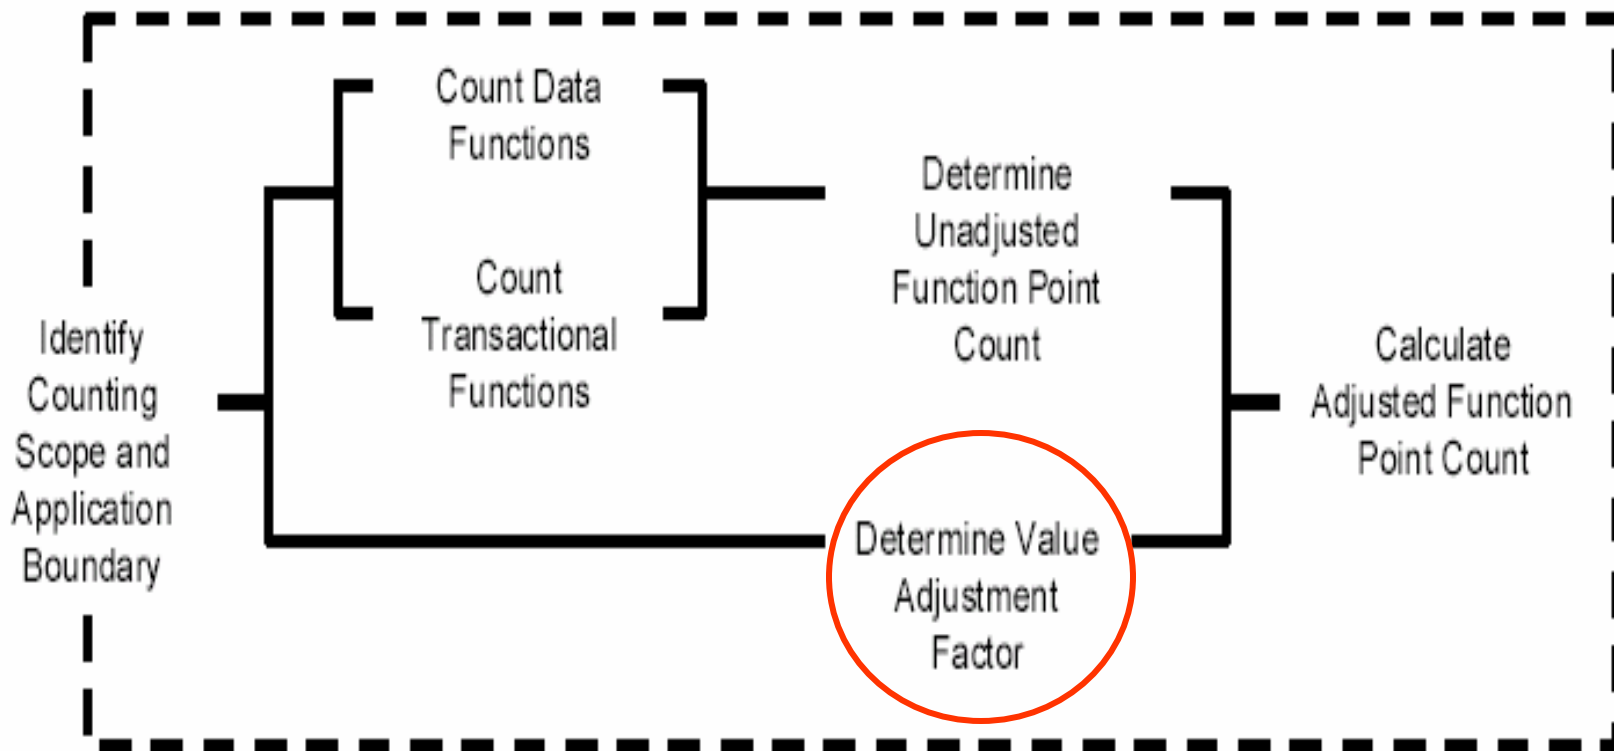 Identify
Counting
Scope and
Application
Boundary
Count Data
Functions
Count
Transactional
Functions
Determine
Unadjusted
Function Point
Count
Determine Value
Adjustment
Factor
Calculate
Adjusted Function
Point Count